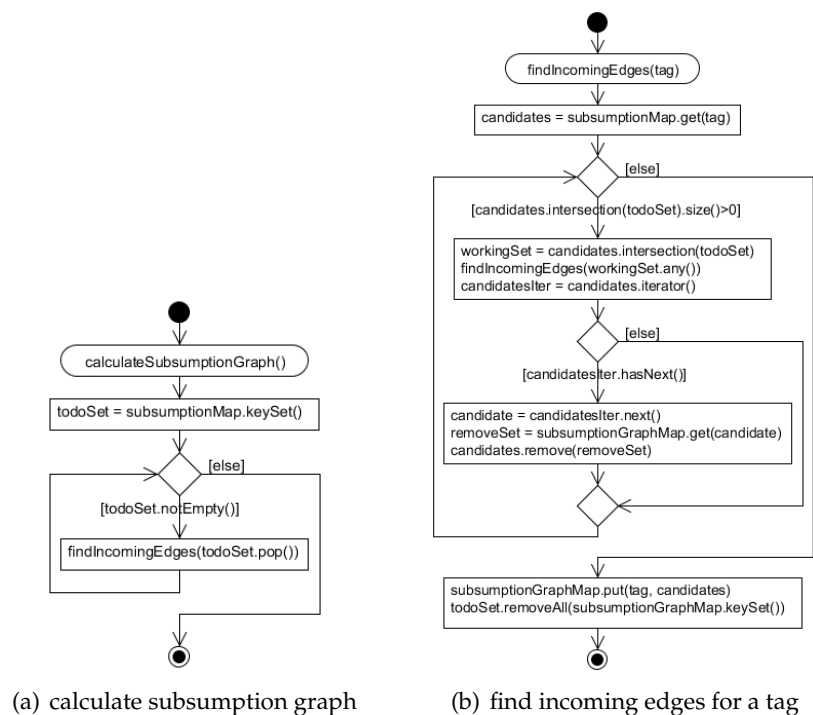 calculateSubsumptionGraph()
todoSet = subsumptionMap.keySet()
[else]
[todoSet.notEmpty()]
findIncomingEdges(todoSet.pop())
(a) calculate subsumption graph
findIncomingEdges(tag)
candidates = subsumptionMap.get(tag)
[else]
[candidates.intersection(todoSet).size()>0]
workingSet = candidates.intersection(todoSet)
findIncomingEdges(workingSet.any())
candidatesIter = candidates.iterator()
[else]
[candidatesIter.hasNext()]
candidate = candidatesIter.next()
removeSet = subsumptionGraphMap.get(candidate)
candidates.remove(removeSet)
subsumptionGraphMap.put(tag, candidates)
todoSet.removeAll(subsumptionGraphMap.keySet())
(b) find incoming edges for a tag